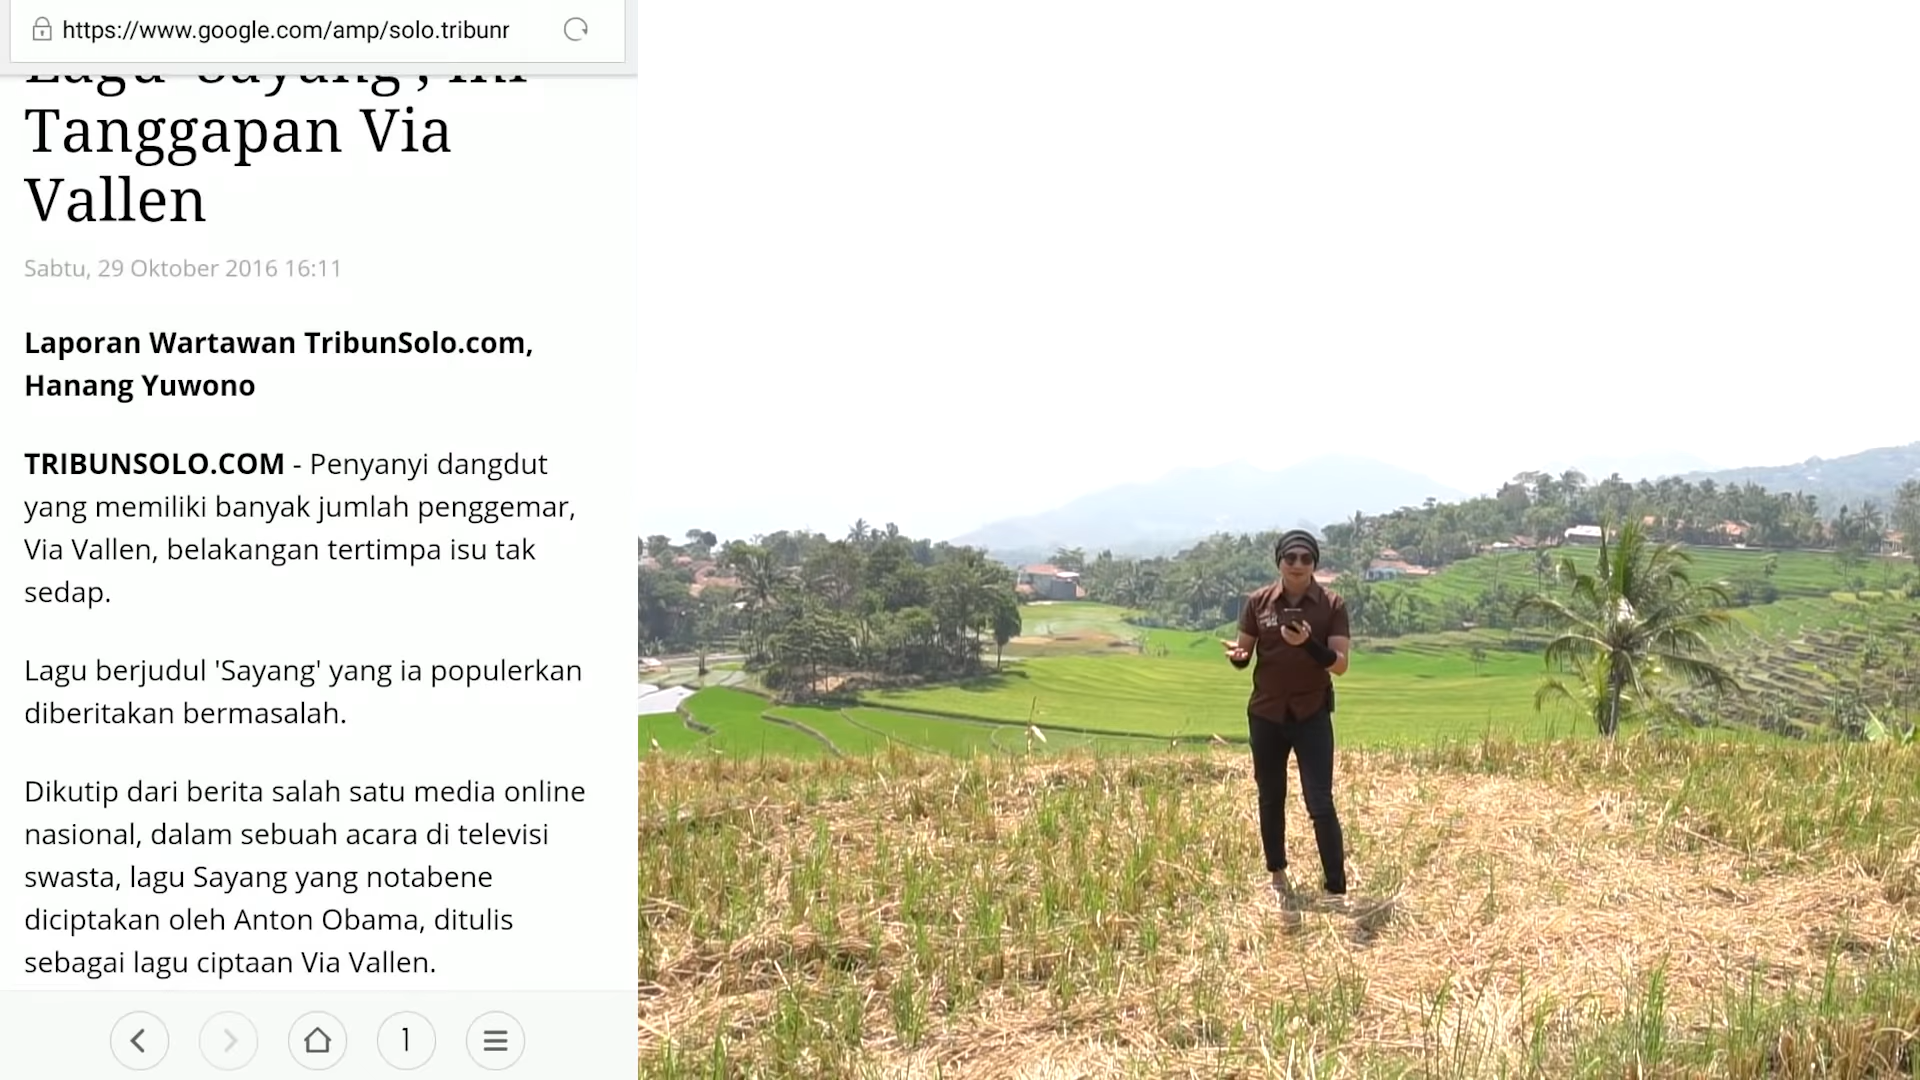 https://www.google.com/amp/solo.tribunr
Lagu 'Sayang', Ini
Tanggapan Via
Vallen
Sabtu, 29 Oktober 2016 16:11
Laporan Wartawan TribunSolo.com,
Hanang Yuwono
TRIBUNSOLO.COM - Penyanyi dangdut
yang memiliki banyak jumlah penggemar,
Via Vallen, belakangan tertimpa isu tak
sedap.
Lagu berjudul 'Sayang' yang ia populerkan
diberitakan bermasalah.
Dikutip dari berita salah satu media online
nasional, dalam sebuah acara di televisi
swasta, lagu Sayang yang notabene
diciptakan oleh Anton Obama, ditulis
sebagai lagu ciptaan Via Vallen.
1